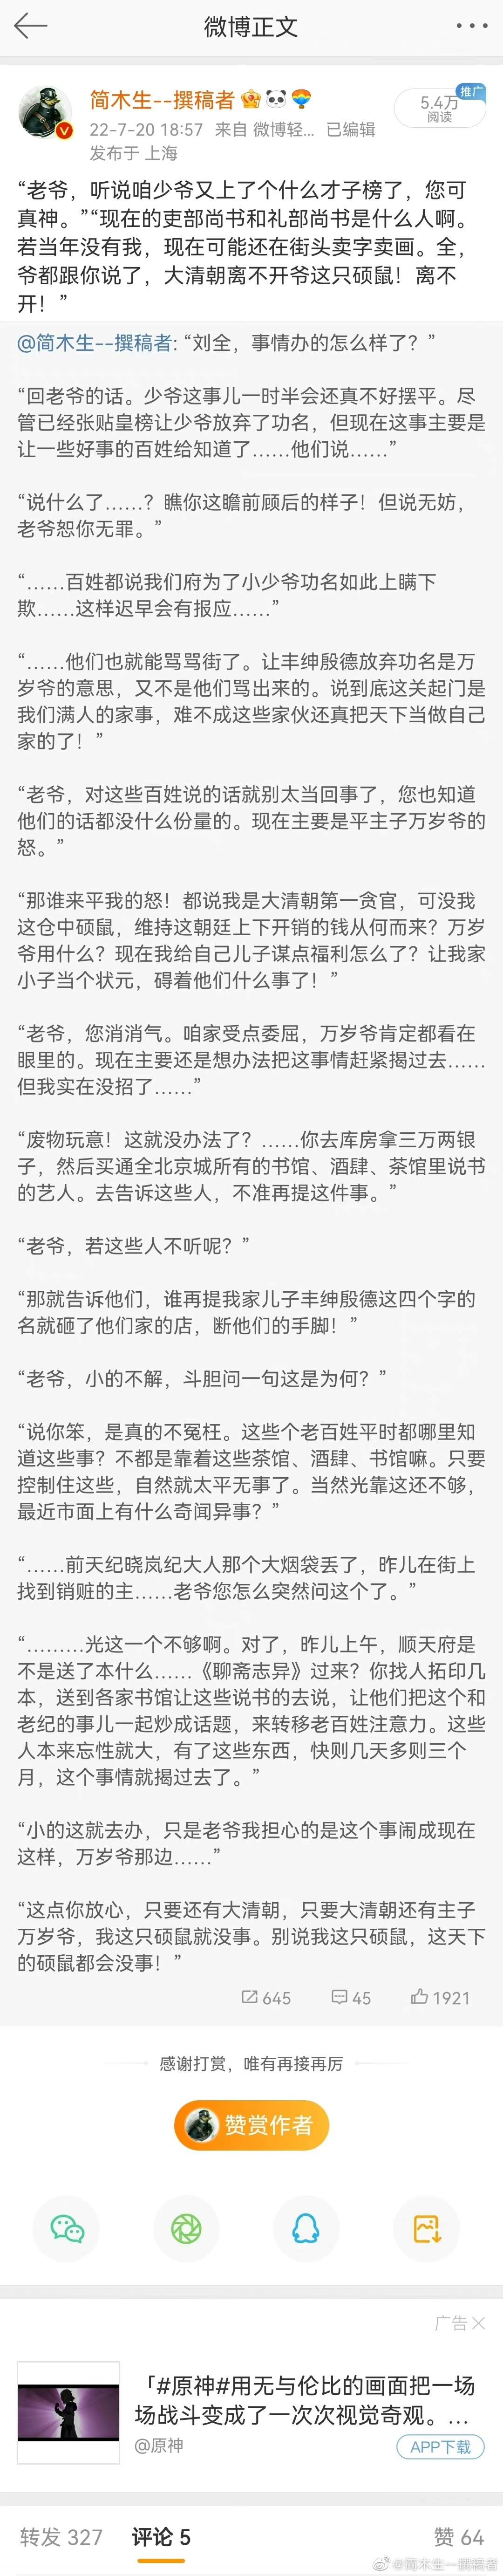 微博正文
推广
简木生--撰稿者
5.4万
阅读
22-7-20 18:57 来自 微博轻... 已编辑
发布于 上海
“老爷，听说咱少爷又上了个什么才子榜了，您可
真神。”“现在的吏部尚书和礼部尚书是什么人啊。
若当年没有我，现在可能还在街头卖字卖画。全，
爷都跟你说了，大清朝离不开爷这只硕鼠！离不
开！”
@简木生--撰稿者: “刘全，事情办的怎么样了？”
“回老爷的话。少爷这事儿一时半会还真不好摆平。尽
管已经张贴皇榜让少爷放弃了功名，但现在这事主要是
让一些好事的百姓给知道了……他们说……”
“说什么了……？瞧你这瞻前顾后的样子！但说无妨，
老爷恕你无罪。”
“……百姓都说我们府为了小少爷功名如此上瞒下
欺……这样迟早会有报应……”
“……他们也就能骂骂街了。让丰绅殷德放弃功名是万
岁爷的意思，又不是他们骂出来的。说到底这关起门是
我们满人的家事，难不成这些家伙还真把天下当做自己
家的了！”
“老爷，对这些百姓说的话就别太当回事了，您也知道
他们的话都没什么份量的。现在主要是平主子万岁爷的
怒。”
“那谁来平我的怒！都说我是大清朝第一贪官，可没我
这仓中硕鼠，维持这朝廷上下开销的钱从何而来？万岁
爷用什么？现在我给自己儿子谋点福利怎么了？让我家
小子当个状元，碍着他们什么事了！”
“老爷，您消消气。咱家受点委屈，万岁爷肯定都看在
眼里的。现在主要还是想办法把这事情赶紧揭过去……
但我实在没招了……”
“废物玩意！这就没办法了？……你去库房拿三万两银
子，然后买通全北京城所有的书馆、酒肆、茶馆里说书
的艺人。去告诉这些人，不准再提这件事。”
“老爷，若这些人不听呢？”
“那就告诉他们，谁再提我家儿子丰绅殷德这四个字的
名就砸了他们家的店，断他们的手脚！”
“老爷，小的不解，斗胆问一句这是为何？”
“说你笨，是真的不冤枉。这些个老百姓平时都哪里知
道这些事？不都是靠着这些茶馆、酒肆、书馆嘛。只要
控制住这些，自然就太平无事了。当然光靠这还不够，
最近市面上有什么奇闻异事？”
“……前天纪晓岚纪大人那个大烟袋丢了，昨儿在街上
找到销赃的主……老爷您怎么突然问这个了。”
“………光这一个不够啊。对了，昨儿上午，顺天府是
不是送了本什么……《聊斋志异》过来？你找人拓印几
本，送到各家书馆让这些说书的去说，让他们把这个和
老纪的事儿一起炒成话题，来转移老百姓注意力。这些
人本来忘性就大，有了这些东西，快则几天多则三个
月，这个事情就揭过去了。”
“小的这就去办，只是老爷我担心的是这个事闹成现在
这样，万岁爷那边……”
“这点你放心，只要还有大清朝，只要大清朝还有主子
万岁爷，我这只硕鼠就没事。别说我这只硕鼠，这天下
的硕鼠都会没事！”
645 45 1921
感谢打赏，唯有再接再厉
赞赏作者
广告
「#原神#用无与伦比的画面把一场
场战斗变成了一次次视觉奇观。...
@原神
APP下载
转发 327 评论 5 赞 64
@简木生--撰稿者